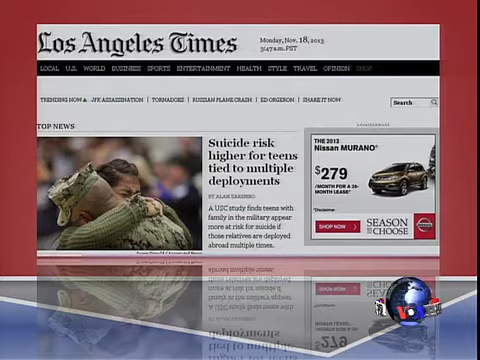 Los Angeles Times
Monday, Nov. 18, 2013
3:47 a.m. PST
LOCAL U.S. WORLD BUSINESS SPORTS ENTERTAINMENT HEALTH STYLE TRAVEL OPINION SHOP
TRENDING NOW ▲ JFK ASSASSINATION | TORNADOES | RUSSIAN PLANE CRASH | ED ORGERON | SHARE IT NOW
Search
TOP NEWS
ADVERTISEMENT
Suicide risk
higher for teens
tied to multiple
deployments
BY ALAN ZAREMBO
A USC study finds teens with
family in the military appear
more at risk for suicide if
those relatives are deployed
abroad multiple times.
THE 2013
Nissan MURANO®
$279
/MONTH FOR A 39-
MONTH LEASE*
*Disclaimer
SHOP NOW >
SEASON
TO CHOOSE
NISSAN
VOA